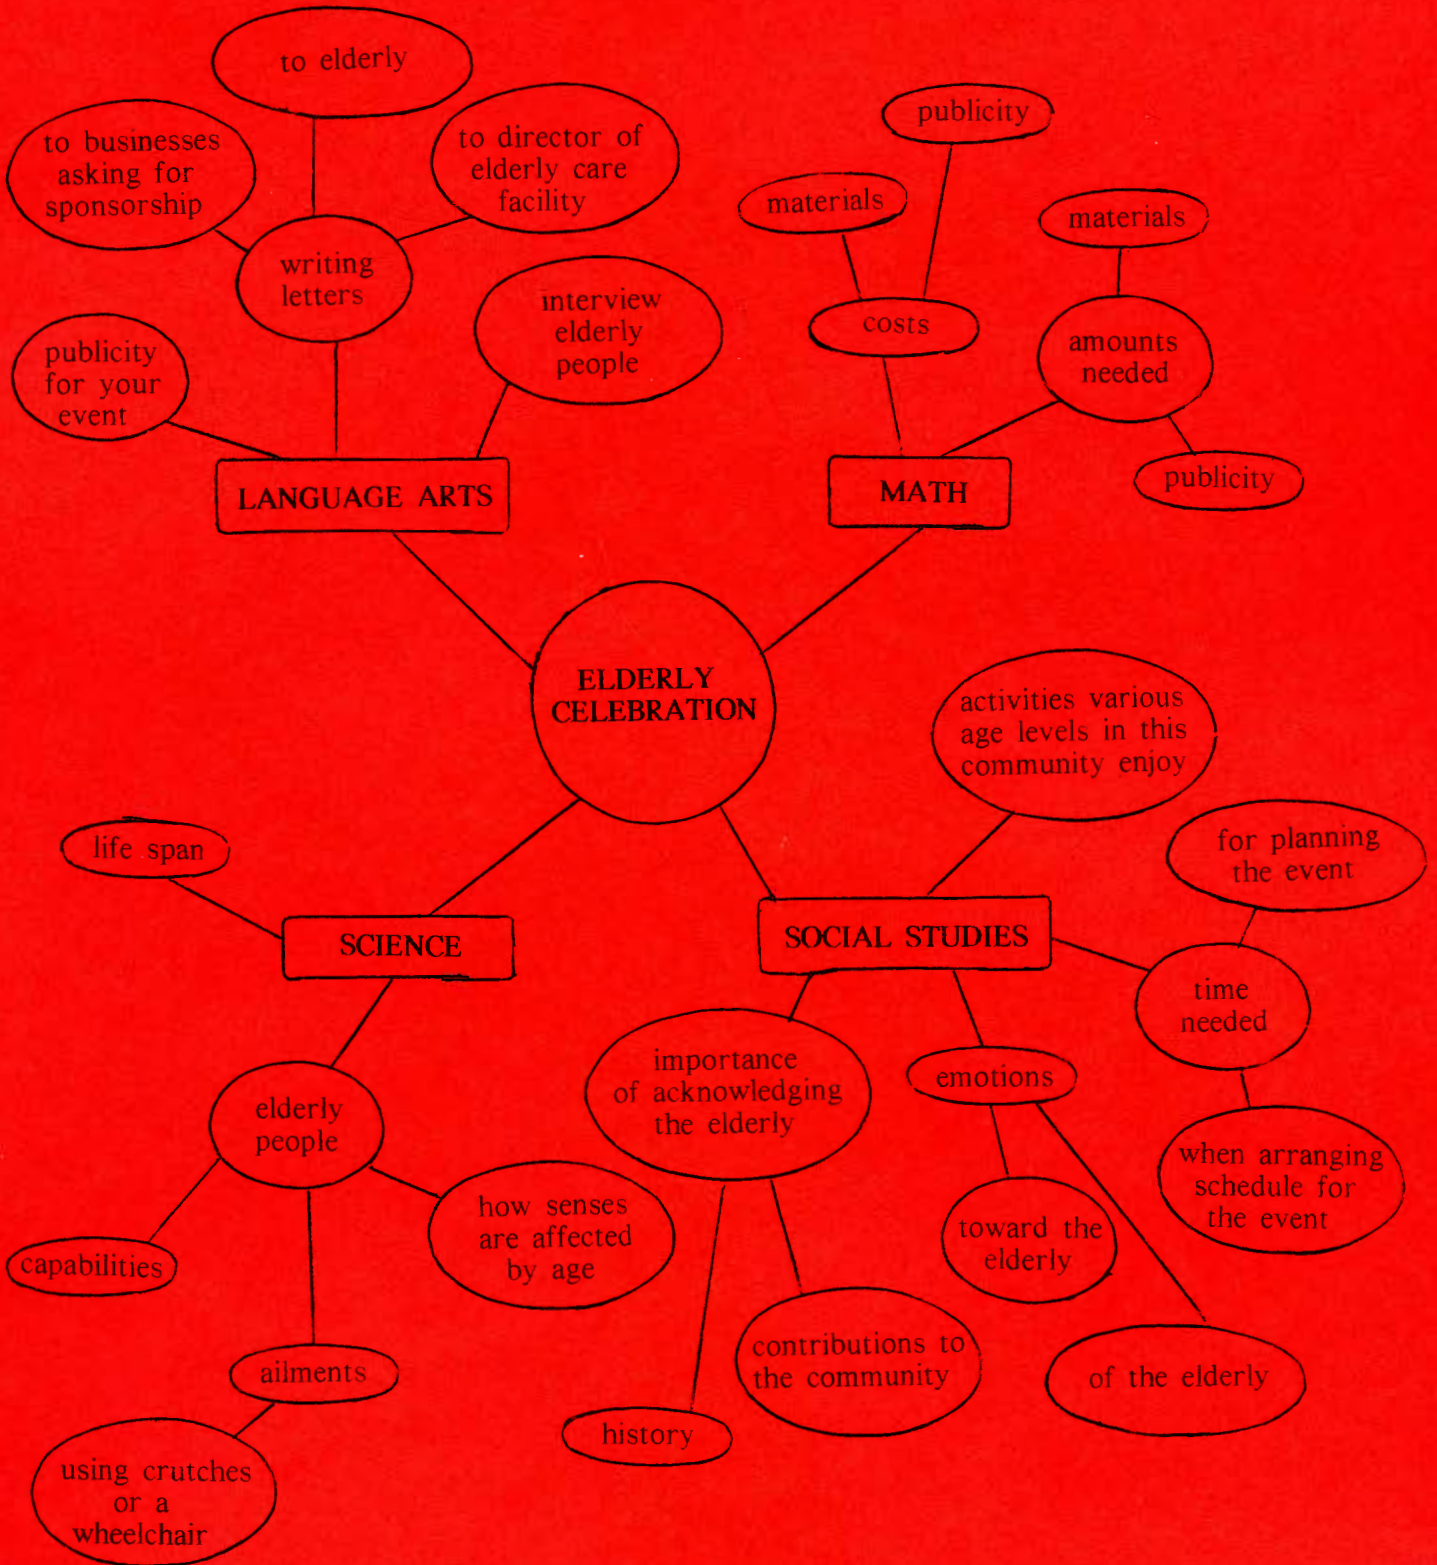 to elderly
to businesses
asking for
sponsorship
to director of
elderly care
facility
writing
letters
interview
elderly
people
publicity
for your
event
LANGUAGE ARTS
publicity
materials
materials
costs
amounts
needed
publicity
MATH
ELDERLY
CELEBRATION
activities various
age levels in this
community enjoy
for planning
the event
life span
SCIENCE
SOCIAL STUDIES
time
needed
importance
of acknowledging
the elderly
emotions
elderly
people
when arranging
schedule for
the event
how senses
are affected
by age
toward the
elderly
capabilities
contributions to
the community
of the elderly
ailments
history
using crutches
or a
wheelchair